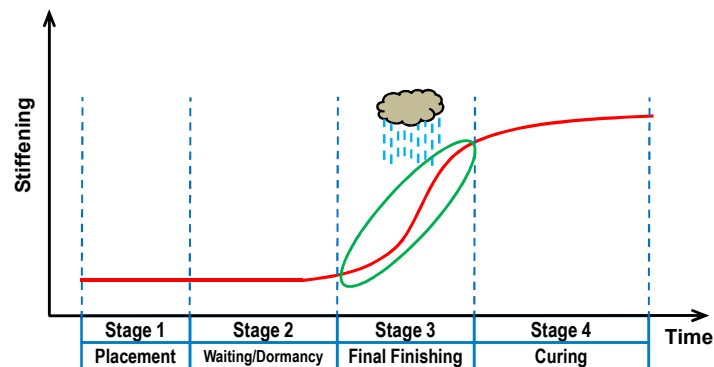 Stiffening
Stage 1 Stage 2 Stage 3 Stage 4
Time
Placement Waiting/Dormancy Final Finishing Curing